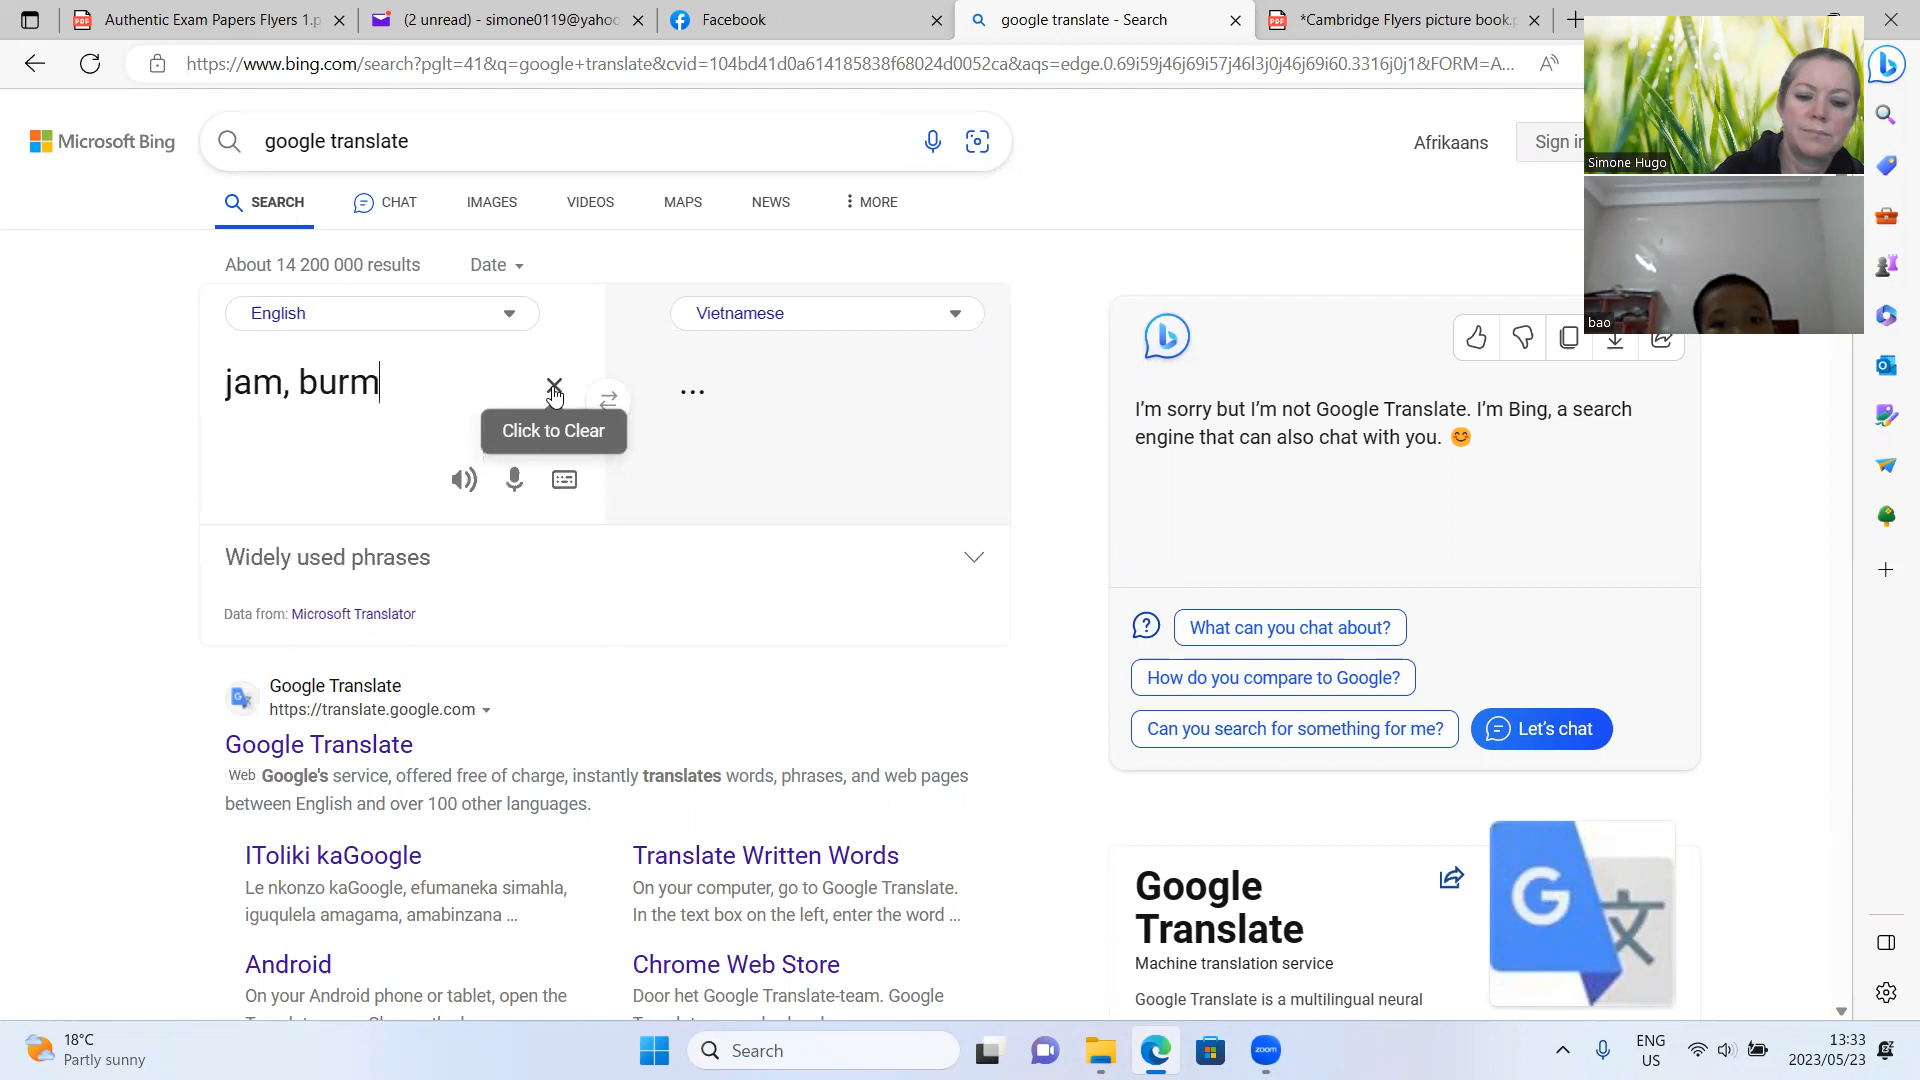 Authentic Exam Papers Flyers 1.p
(2 unread) - simone0119@yahoo
Facebook
google translate - Search
*Cambridge Flyers picture book.p
https://www.bing.com/search?pglt=41&q=google+translate&cvid=104bd41d0a614185838f68024d0052ca&aqs=edge.0.69i59j46j69i57j46l3j0j46j69i60.3316j0j1&FORM=A...
Microsoft Bing
google translate
Afrikaans
Sign in
Simone Hugo
SEARCH
CHAT
IMAGES
VIDEOS
MAPS
NEWS
MORE
About 14 200 000 results
Date
English
Vietnamese
bao
jam, burm
...
Click to Clear
I'm sorry but I'm not Google Translate. I'm Bing, a search
engine that can also chat with you. 😊
Widely used phrases
Data from: Microsoft Translator
What can you chat about?
How do you compare to Google?
Can you search for something for me?
Let's chat
Google Translate
https://translate.google.com
Google Translate
Web Google's service, offered free of charge, instantly translates words, phrases, and web pages
between English and over 100 other languages.
IToliki kaGoogle
Le nkonzo kaGoogle, efumaneka simahla,
iguqulela amagama, amabinzana ...
Translate Written Words
On your computer, go to Google Translate.
In the text box on the left, enter the word ...
Android
On your Android phone or tablet, open the
Chrome Web Store
Door het Google Translate-team. Google
Google
Translate
Machine translation service
Google Translate is a multilingual neural
18°C
Partly sunny
Search
zoom
ENG
US
13:33
2023/05/23